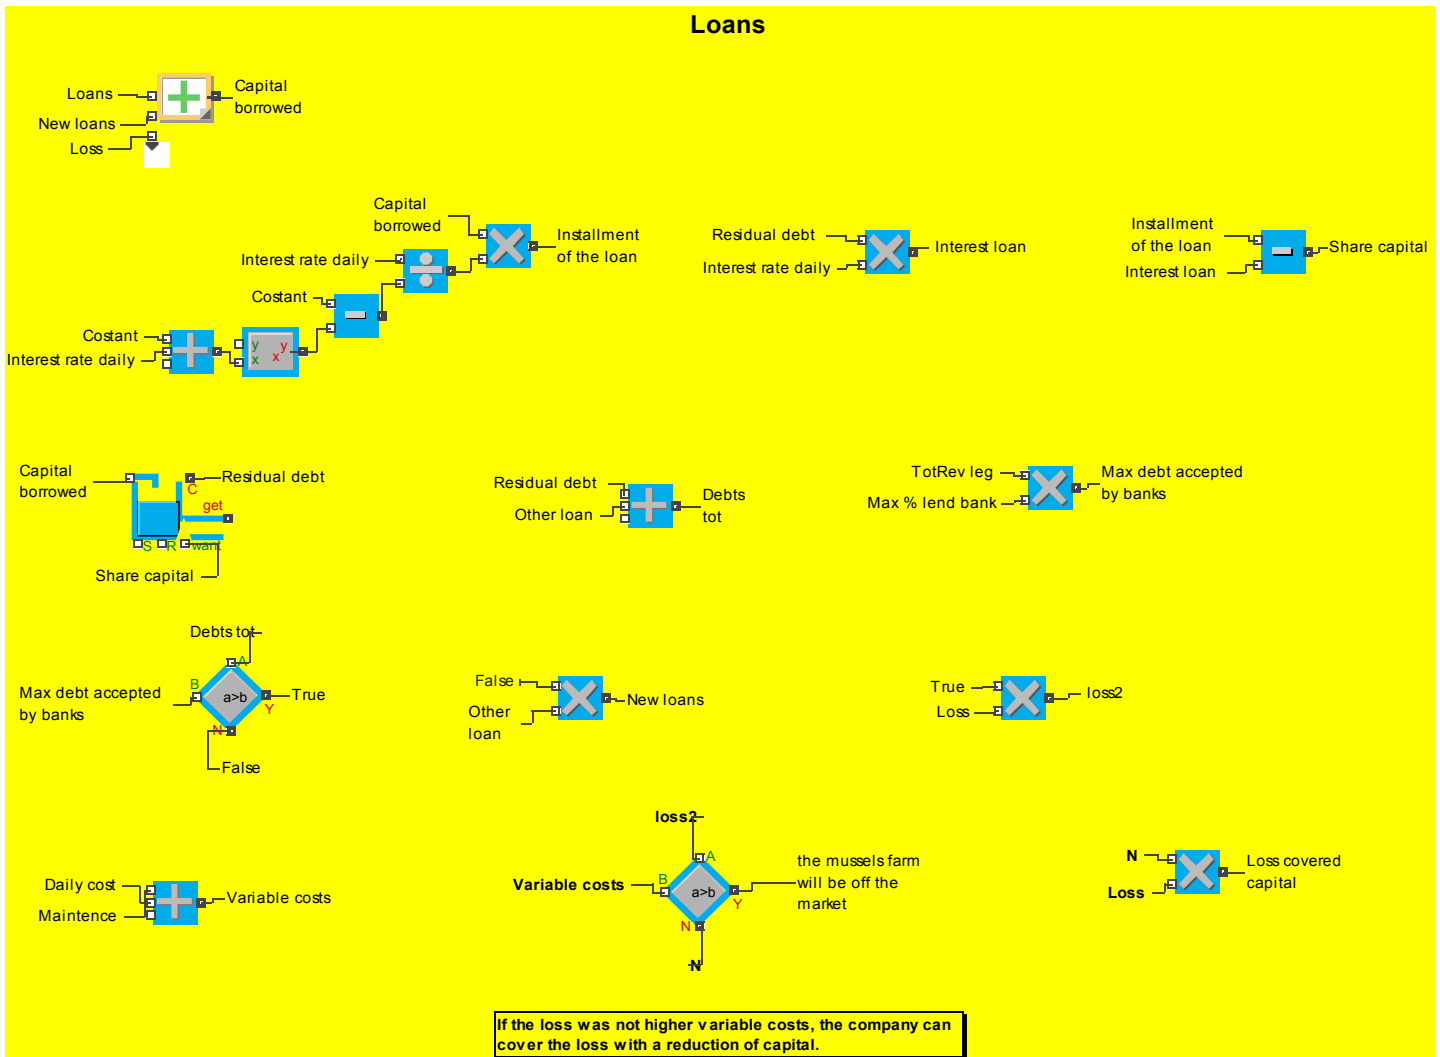 Loans
Loans
New loans
Loss
Capital
borrowed
Capital
borrowed
Installment
of the loan
Interest rate daily
Costant
Costant
Interest rate daily
y
x
y
x
Residual debt
Interest rate daily
Interest loan
Installment
of the loan
Interest loan
Share capital
Capital
borrowed
Residual debt
C
get
S
R
want
Share capital
Residual debt
Other loan
Debts
tot
TotRev leg
Max % lend bank
Max debt accepted
by banks
Debts tot
A
B
a>b
Y
N
True
Max debt accepted
by banks
False
False
Other
loan
New loans
True
Loss
loss2
Daily cost
Maintence
Variable costs
loss2
A
B
Variable costs
a>b
Y
N
the mussels farm
will be off the
market
N
N
Loss
Loss covered
capital
If the loss was not higher variable costs, the company can
cover the loss with a reduction of capital.